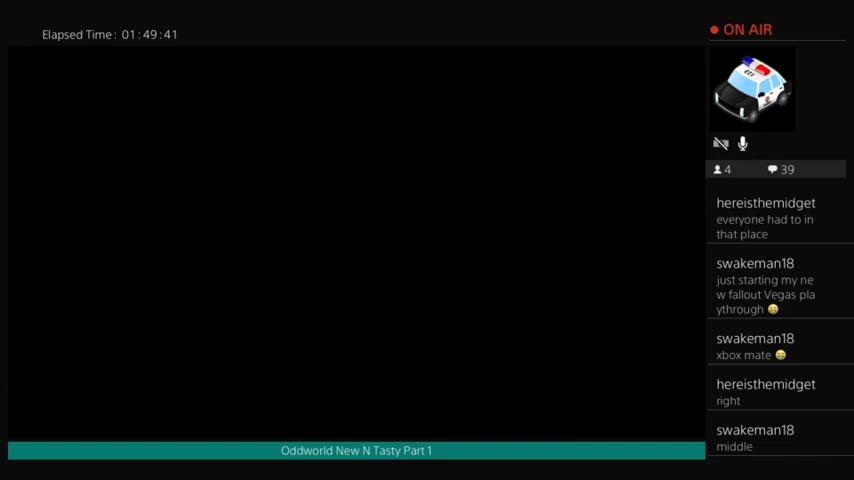 Elapsed Time: 01:49:41
ON AIR
4
39
hereisthemidget
everyone had to in
that place
swakeman18
just starting my ne
w fallout Vegas pla
ythrough 😄
swakeman18
xbox mate 😄
hereisthemidget
right
swakeman18
middle
Oddworld New N Tasty Part 1